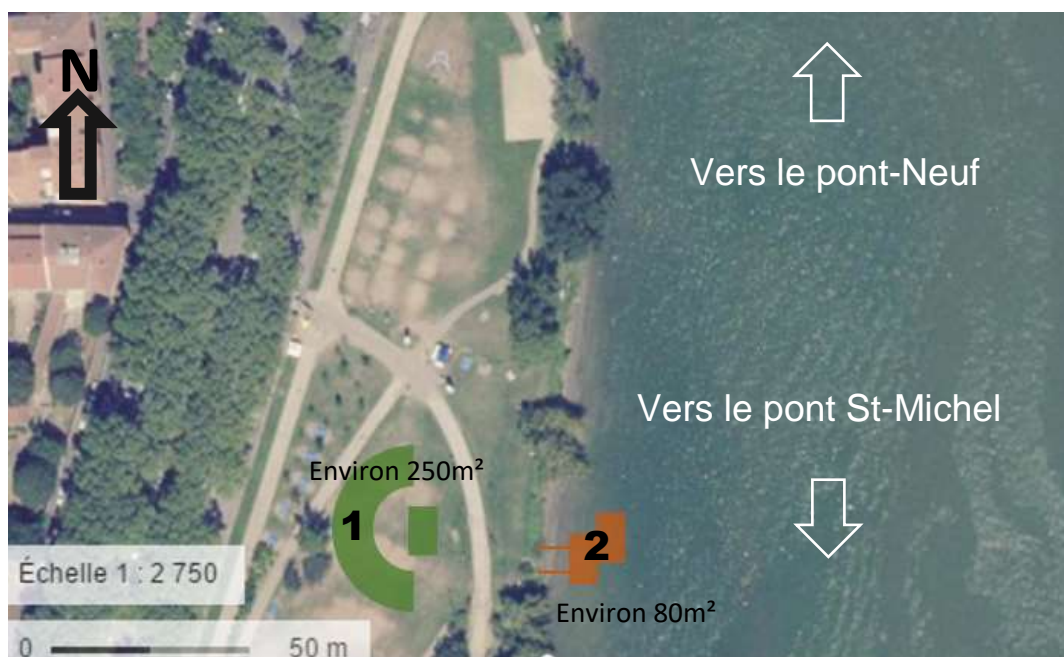 N
Vers le pont-Neuf
Vers le pont St-Michel
Environ 250m²
1
2
Échelle 1 : 2 750
Environ 80m²
0 50 m